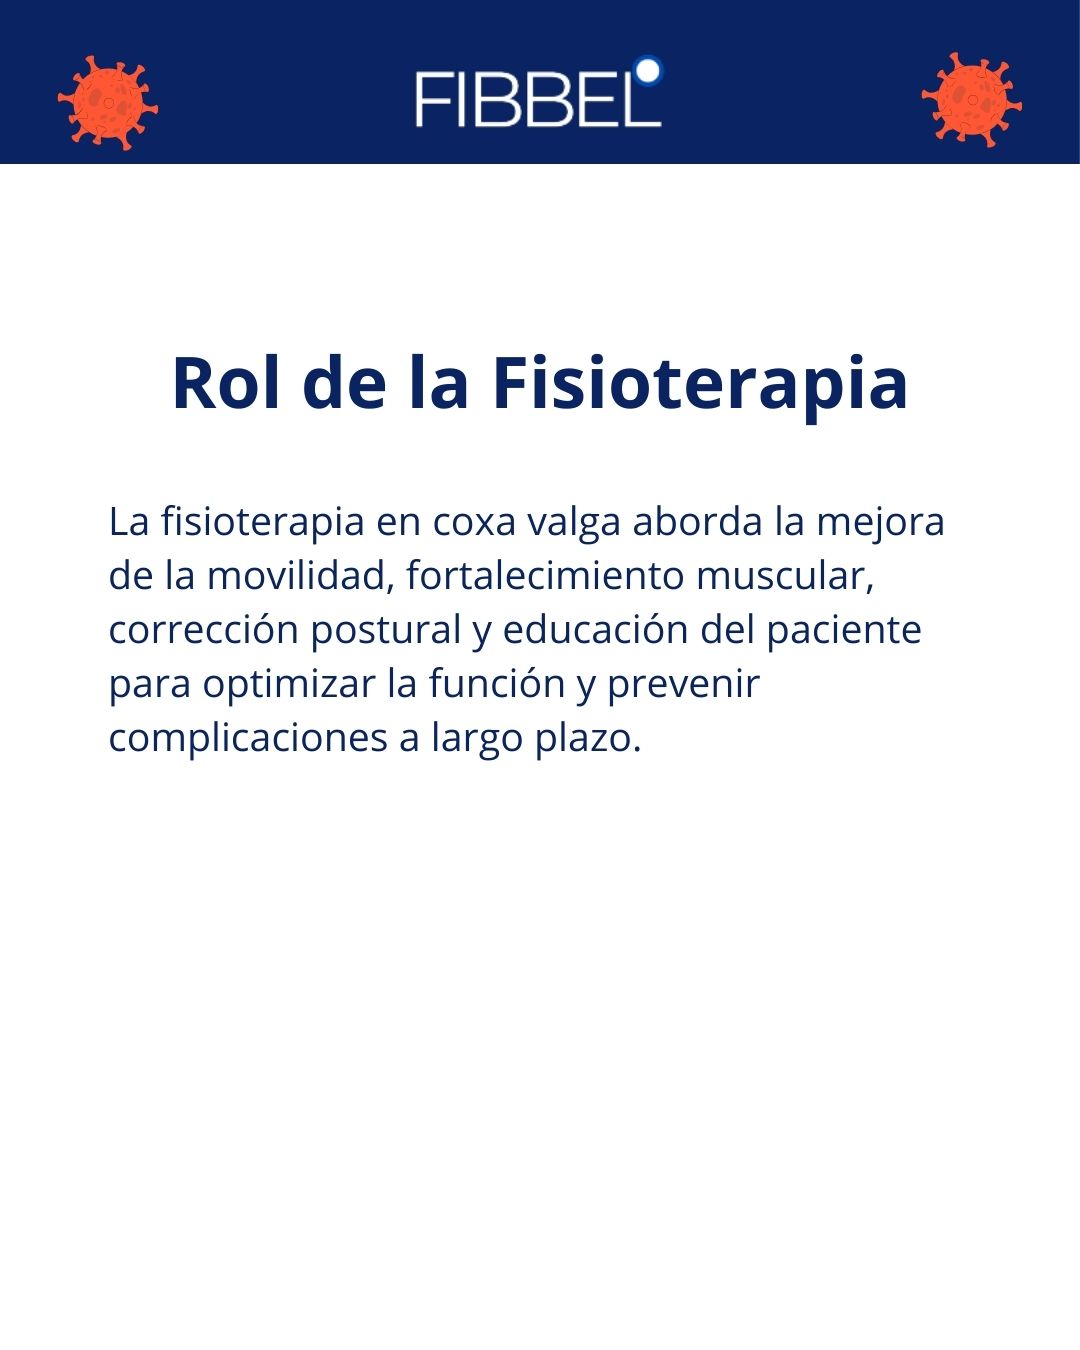 FIBBEL
Rol de la Fisioterapia
La fisioterapia en coxa valga aborda la mejora
de la movilidad, fortalecimiento muscular,
corrección postural y educación del paciente
para optimizar la función y prevenir
complicaciones a largo plazo.